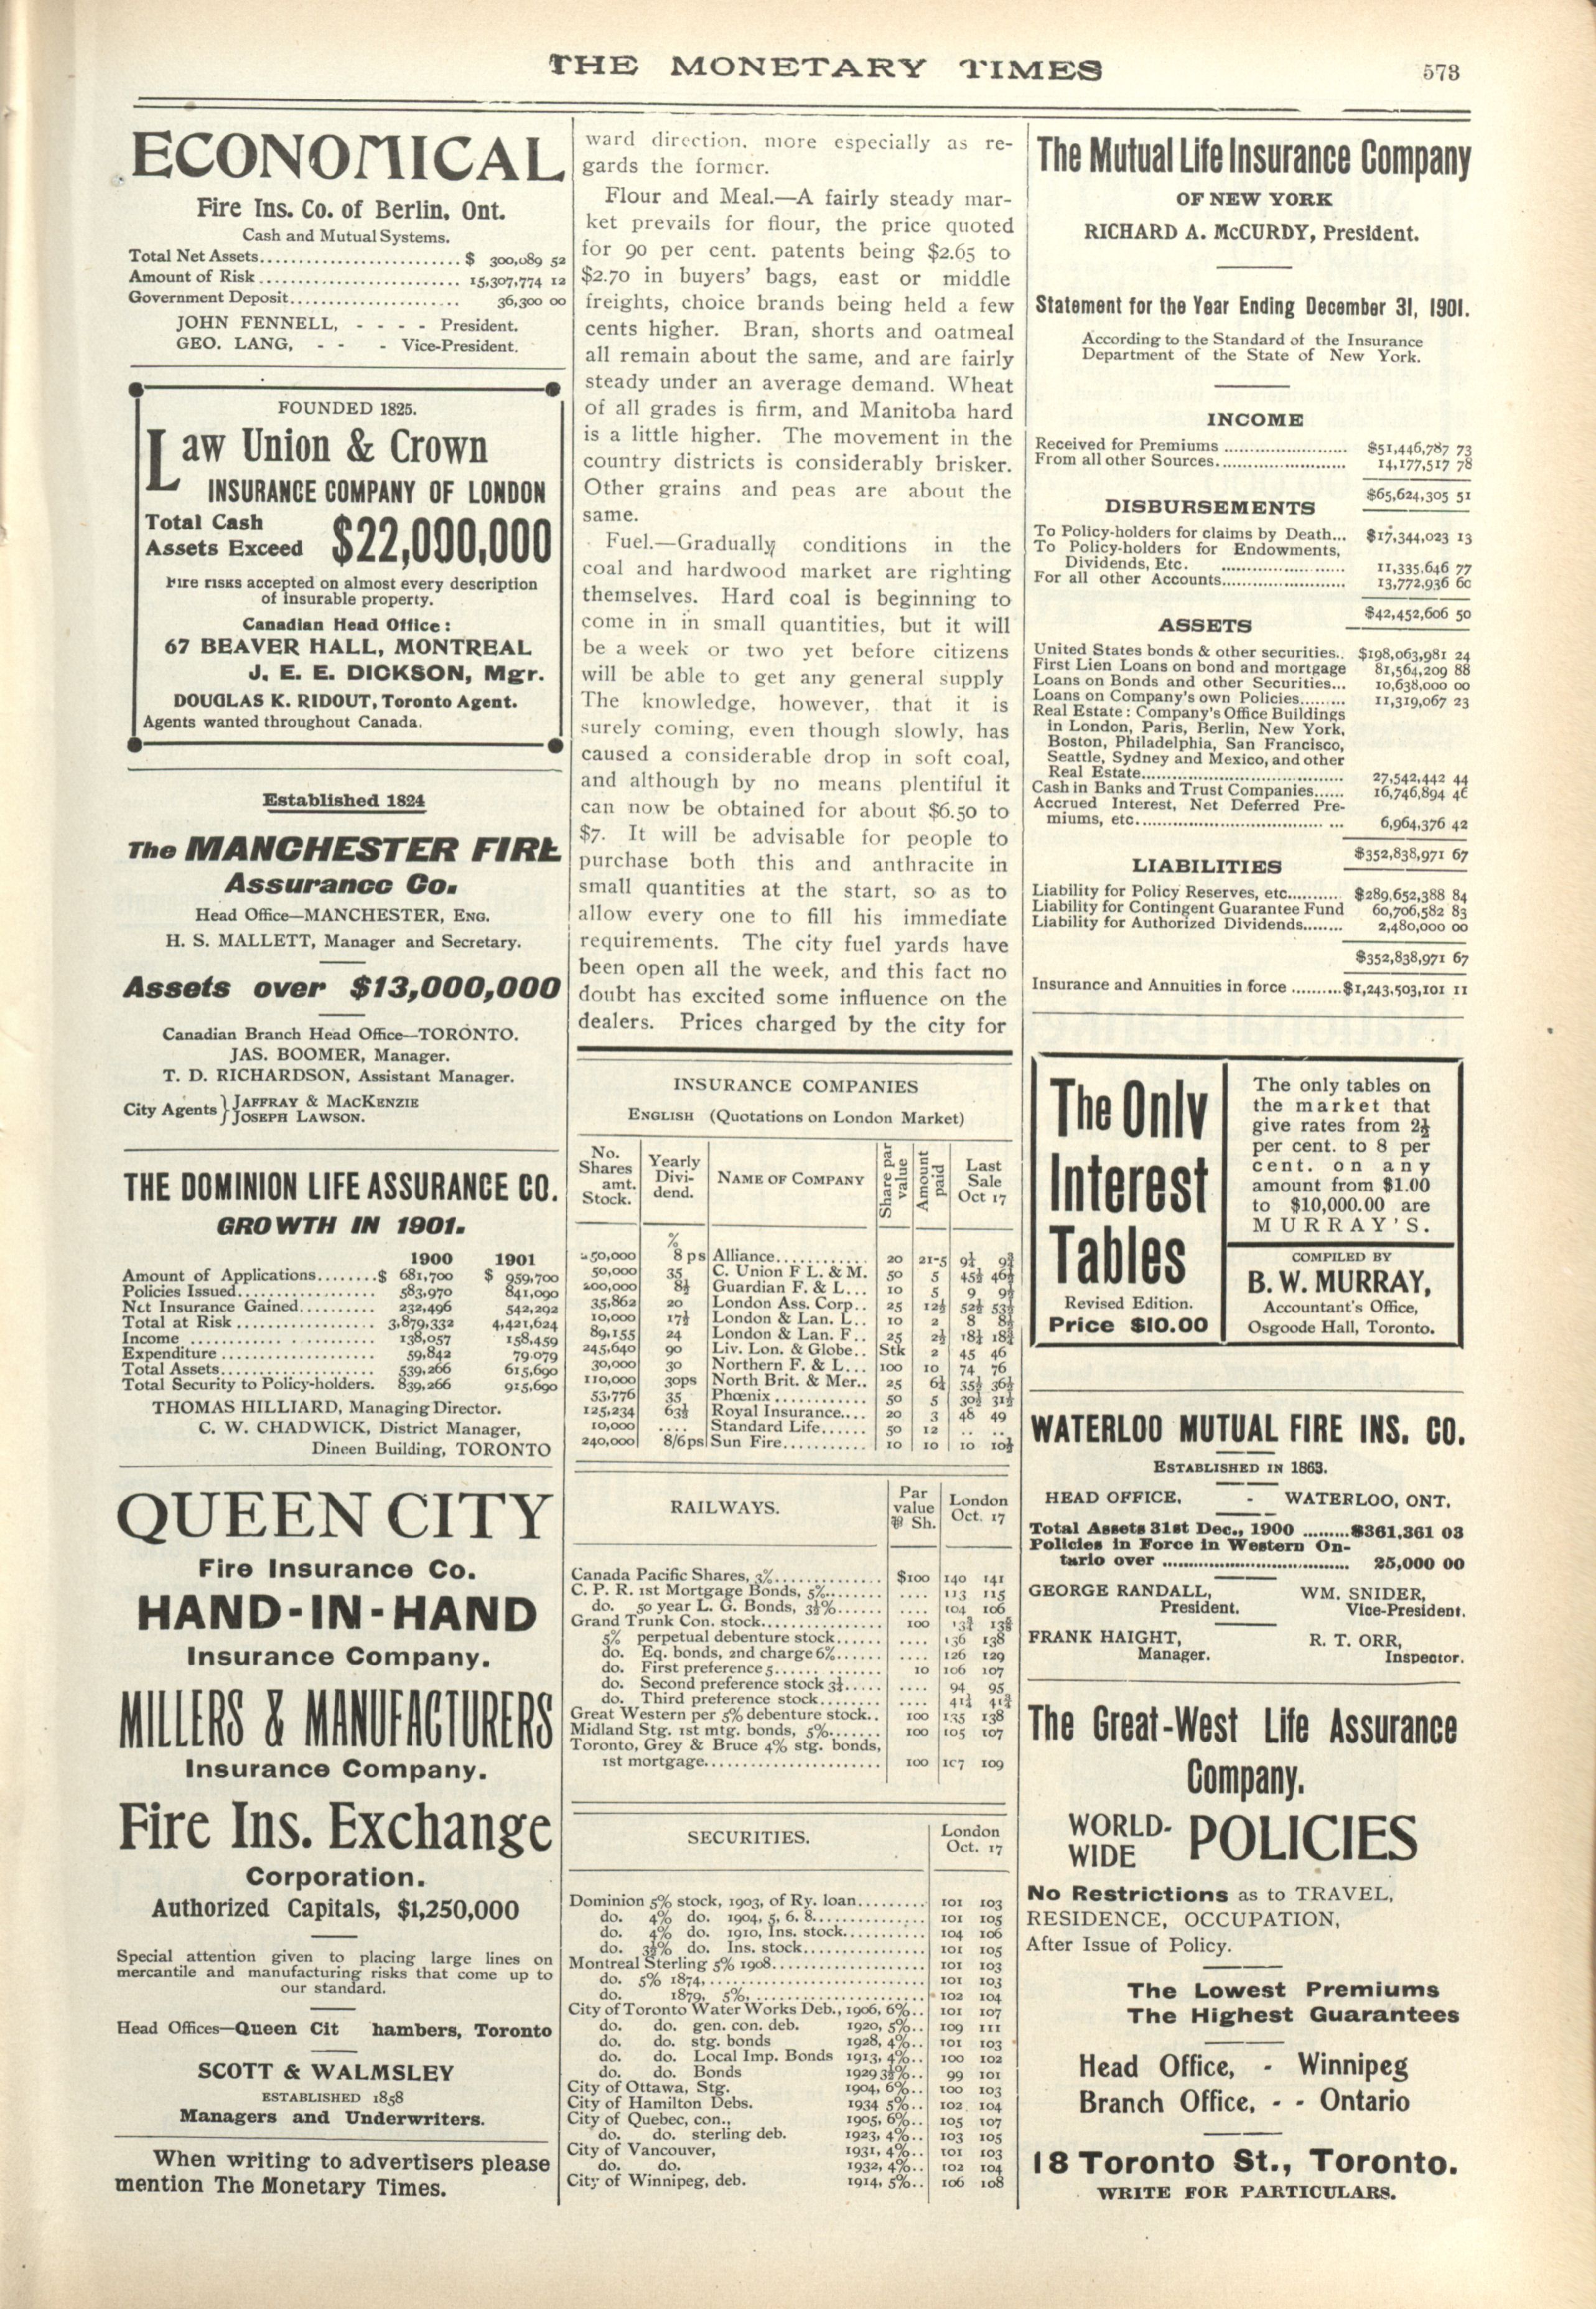 THE MONETARY TIMES
573
ECONOMICAL
Fire Ins. Co. of Berlin, Ont.
Cash and Mutual Systems.
Total Net Assets.......................... $ 300,089 52
Amount of Risk.......................... 15,307,774 12
Government Deposit..................... 36,300 00
JOHN FENNELL, - - - - President.
GEO. LANG, - - - Vice-President.
FOUNDED 1825.
Law Union & Crown
INSURANCE COMPANY OF LONDON
Total Cash
Assets Exceed $22,000,000
Fire risks accepted on almost every description
of insurable property.
Canadian Head Office:
67 BEAVER HALL, MONTREAL
J. E. E. DICKSON, Mgr.
DOUGLAS K. RIDOUT, Toronto Agent.
Agents wanted throughout Canada.
Established 1824
The MANCHESTER FIRE
Assurance Co.
Head Office—MANCHESTER, ENG.
H. S. MALLETT, Manager and Secretary.
Assets over $13,000,000
Canadian Branch Head Office—TORONTO.
JAS. BOOMER, Manager.
T. D. RICHARDSON, Assistant Manager.
City Agents } JAFFRAY & MACKENZIE
JOSEPH LAWSON.
THE DOMINION LIFE ASSURANCE CO.
GROWTH IN 1901.
1900 1901
Amount of Applications........$ 681,700 $ 959,700
Policies Issued.................. 583,970 841,090
Net Insurance Gained.......... 232,496 542,292
Total at Risk .................. 3,879,332 4,421,624
Income ........................ 138,057 158,459
Expenditure .................... 59,842 79,079
Total Assets.................... 539,266 615,690
Total Security to Policy-holders. 839,266 915,690
THOMAS HILLIARD, Managing Director.
C. W. CHADWICK, District Manager,
Dineen Building, TORONTO
QUEEN CITY
Fire Insurance Co.
HAND-IN-HAND
Insurance Company.
MILLERS & MANUFACTURERS
Insurance Company.
Fire Ins. Exchange
Corporation.
Authorized Capitals, $1,250,000
Special attention given to placing large lines on
mercantile and manufacturing risks that come up to
our standard.
Head Offices—Queen Cit hambers, Toronto
SCOTT & WALMSLEY
ESTABLISHED 1858
Managers and Underwriters.
When writing to advertisers please
mention The Monetary Times.
ward direction, more especially as re-
gards the former.
Flour and Meal.—A fairly steady mar-
ket prevails for flour, the price quoted
for 90 per cent. patents being $2.65 to
$2.70 in buyers' bags, east or middle
freights, choice brands being held a few
cents higher. Bran, shorts and oatmeal
all remain about the same, and are fairly
steady under an average demand. Wheat
of all grades is firm, and Manitoba hard
is a little higher. The movement in the
country districts is considerably brisker.
Other grains and peas are about the
same.
Fuel.—Gradually conditions in the
coal and hardwood market are righting
themselves. Hard coal is beginning to
come in in small quantities, but it will
be a week or two yet before citizens
will be able to get any general supply
The knowledge, however, that it is
surely coming, even though slowly, has
caused a considerable drop in soft coal,
and although by no means plentiful it
can now be obtained for about $6.50 to
$7. It will be advisable for people to
purchase both this and anthracite in
small quantities at the start, so as to
allow every one to fill his immediate
requirements. The city fuel yards have
been open all the week, and this fact no
doubt has excited some influence on the
dealers. Prices charged by the city for
INSURANCE COMPANIES
ENGLISH (Quotations on London Market)
No. Shares amt. Stock. Yearly Dividend. NAME OF COMPANY Share par value Amount paid Last Sale Oct 17
%
250,000 8 ps Alliance............ 20 21-5 9¼ 9¾
50,000 35 C. Union F L. & M. 50 5 45½ 46½
200,000 8½ Guardian F. & L... 10 5 9 9½
35,862 20 London Ass. Corp.. 25 12½ 52½ 53½
10,000 17½ London & Lan. L.. 10 2 8 8½
89,155 24 London & Lan. F.. 25 2½ 18¼ 18¾
245,640 90 Liv. Lon. & Globe.. Stk 2 45 46
30,000 30 Northern F. & L... 100 10 74 76
110,000 30ps North Brit. & Mer.. 25 6¼ 35½ 36½
53,776 35 Phœnix ............ 50 5 30½ 31½
125,234 63½ Royal Insurance.... 20 3 48 49
10,000 .... Standard Life...... 50 12 .. ..
240,000 8/6ps Sun Fire........... 10 10 10 10½
RAILWAYS. Par value ⅌ Sh. London Oct. 17
Canada Pacific Shares, 3%.............. $100 140 141
C. P. R. 1st Mortgage Bonds, 5%....... .... 113 115
do. 50 year L. G. Bonds, 3½%...... .... 104 106
Grand Trunk Con. stock............... 100
5% perpetual debenture stock...... .... 136 138
do. Eq. bonds, 2nd charge 6%...... .... 126 129
do. First preference 5...... ....... 10 106 107
do. Second preference stock ..... .... 94 95
do. Third preference stock........ .... 41¼ 41¾
Great Western per 5% debenture stock.. 100 135 138
Midland Stg. 1st mtg. bonds, 5%....... 100 105 107
Toronto, Grey & Bruce 4% stg. bonds,
1st mortgage....................... 100 1C7 109
SECURITIES. London Oct. 17
Dominion 5% stock, 1903, of Ry. loan......... 101 103
do. 4% do. 1904, 5, 6, 8.............. 101 105
do. 4% do. 1910, Ins. stock.......... 104 106
do. 3½% do. Ins. stock............... 101 105
Montreal Sterling 5% 1908................... 101 103
do. 5% 1874,........................... 101 103
do. 1879, 5%,...................... 102 104
City of Toronto Water Works Deb., 1906, 6%.. 101 107
do. do. gen. con. deb. 1920, 5%.. 109 111
do. do. stg. bonds 1928, 4%.. 101 103
do. do. Local Imp. Bonds 1913, 4%.. 100 102
do. do. Bonds 1929 3½%.. 99 101
City of Ottawa, Stg. 1904, 6%.. 100 103
City of Hamilton Debs. 1934 5%.. 102 104
City of Quebec, con., 1905, 6%.. 105 107
do. do. sterling deb. 1923, 4%.. 103 105
City of Vancouver, 1931, 4%.. 101 103
do. do. 1932, 4%.. 102 104
City of Winnipeg, deb. 1914, 5%.. 106 108
The Mutual Life Insurance Company
OF NEW YORK
RICHARD A. McCURDY, President.
Statement for the Year Ending December 31, 1901.
According to the Standard of the Insurance
Department of the State of New York.
INCOME
Received for Premiums ........................ $51,446,787 73
From all other Sources......................... 14,177,517 78
$65,624,305 51
DISBURSEMENTS
To Policy-holders for claims by Death... $17,344,023 13
To Policy-holders for Endowments,
Dividends, Etc. ........................ 11,335,646 77
For all other Accounts........................ 13,772,936 60
$42,452,606 50
ASSETS
United States bonds & other securities.. $198,063,981 24
First Lien Loans on bond and mortgage 81,564,209 88
Loans on Bonds and other Securities... 10,638,000 00
Loans on Company's own Policies......... 11,319,067 23
Real Estate: Company's Office Buildings
in London, Paris, Berlin, New York,
Boston, Philadelphia, San Francisco,
Seattle, Sydney and Mexico, and other
Real Estate................................... 27,542,442 44
Cash in Banks and Trust Companies...... 16,746,894 46
Accrued Interest, Net Deferred Pre-
miums, etc.................................... 6,964,376 42
$352,838,971 67
LIABILITIES
Liability for Policy Reserves, etc.......... $289,652,388 84
Liability for Contingent Guarantee Fund 60,706,582 83
Liability for Authorized Dividends........ 2,480,000 00
$352,838,971 67
Insurance and Annuities in force ..........$1,243,503,101 11
The Only
Interest
Tables
Revised Edition.
Price $10.00
The only tables on
the market that
give rates from 2½
per cent. to 8 per
cent. on any
amount from $1.00
to $10,000.00 are
MURRAY'S.
COMPILED BY
B. W. MURRAY,
Accountant's Office,
Osgoode Hall, Toronto.
WATERLOO MUTUAL FIRE INS. CO.
ESTABLISHED IN 1863.
HEAD OFFICE, - WATERLOO, ONT.
Total Assets 31st Dec., 1900 .........$361,361 03
Policies in Force in Western On-
tario over ..................................... 25,000 00
GEORGE RANDALL, WM. SNIDER,
President. Vice-President.
FRANK HAIGHT, R. T. ORR,
Manager. Inspector.
The Great-West Life Assurance
Company.
WORLD-
WIDE POLICIES
No Restrictions as to TRAVEL,
RESIDENCE, OCCUPATION,
After Issue of Policy.
The Lowest Premiums
The Highest Guarantees
Head Office, - Winnipeg
Branch Office, - - Ontario
18 Toronto St., Toronto.
WRITE FOR PARTICULARS.